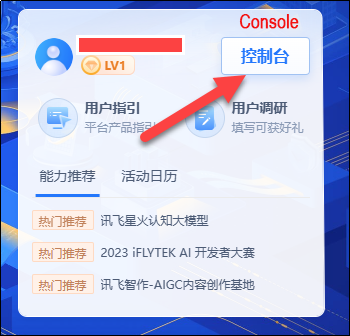 Console
控制台
LV1
用户指引
平台产品指引
用户调研
填写可获好礼
能力推荐 活动日历
热门推荐 讯飞星火认知大模型
热门推荐 2023 iFLYTEK AI 开发者大赛
热门推荐 讯飞智作-AIGC内容创作基地